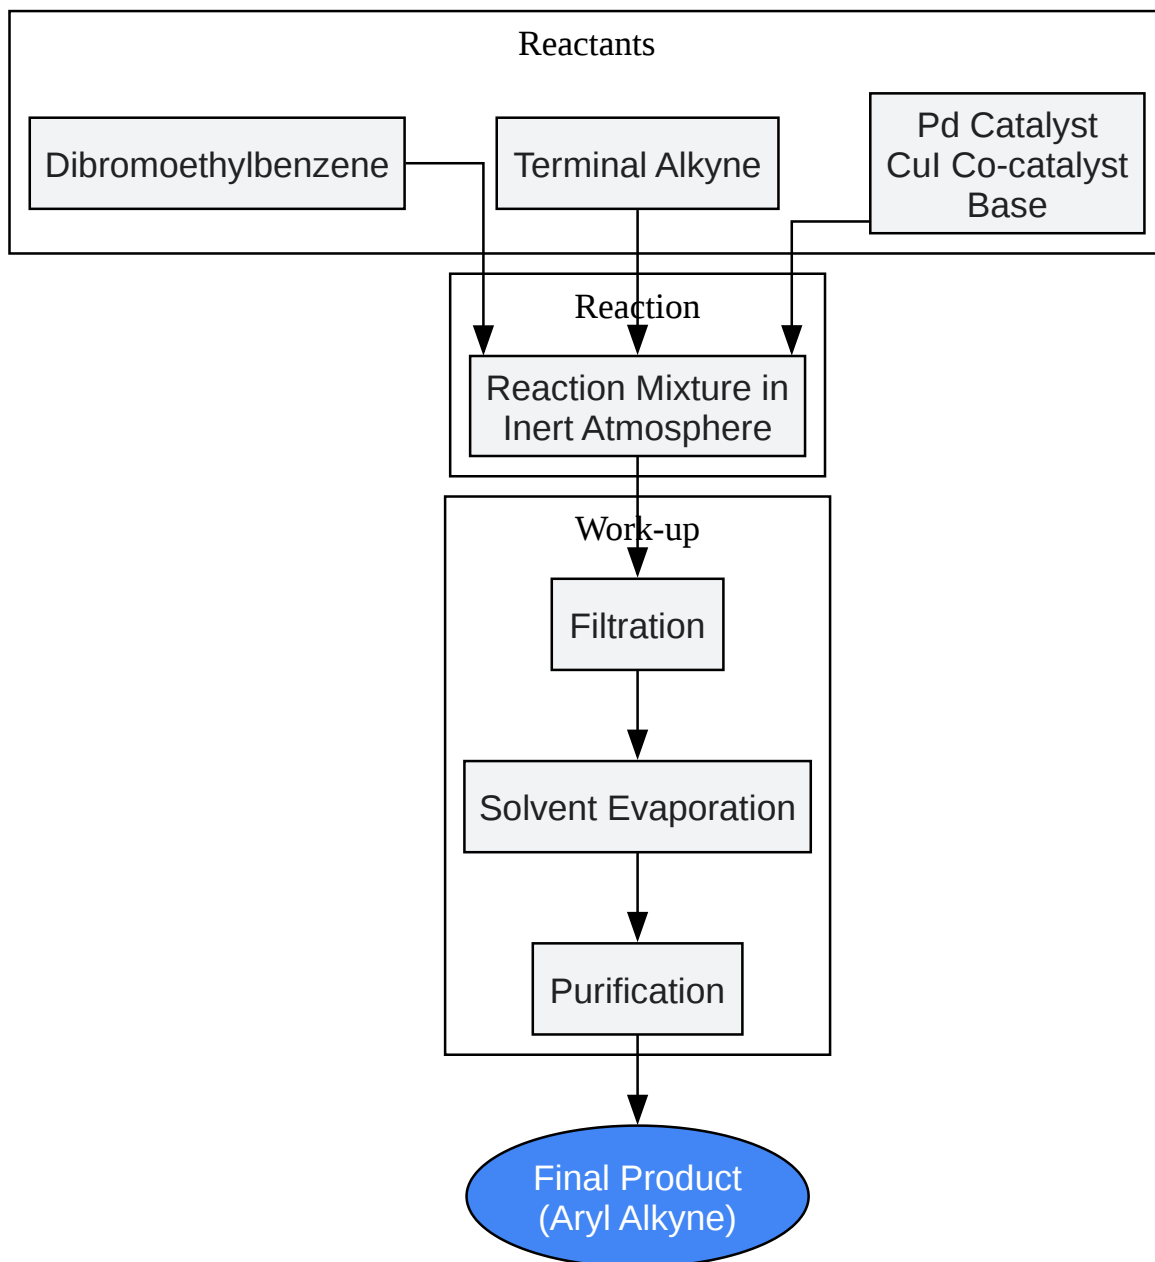 Reactants
Dibromoethylbenzene
Terminal Alkyne
Pd Catalyst
CuI Co-catalyst
Base
Reaction
Reaction Mixture in
Inert Atmosphere
Work-up
Filtration
Solvent Evaporation
Purification
Final Product
(Aryl Alkyne)